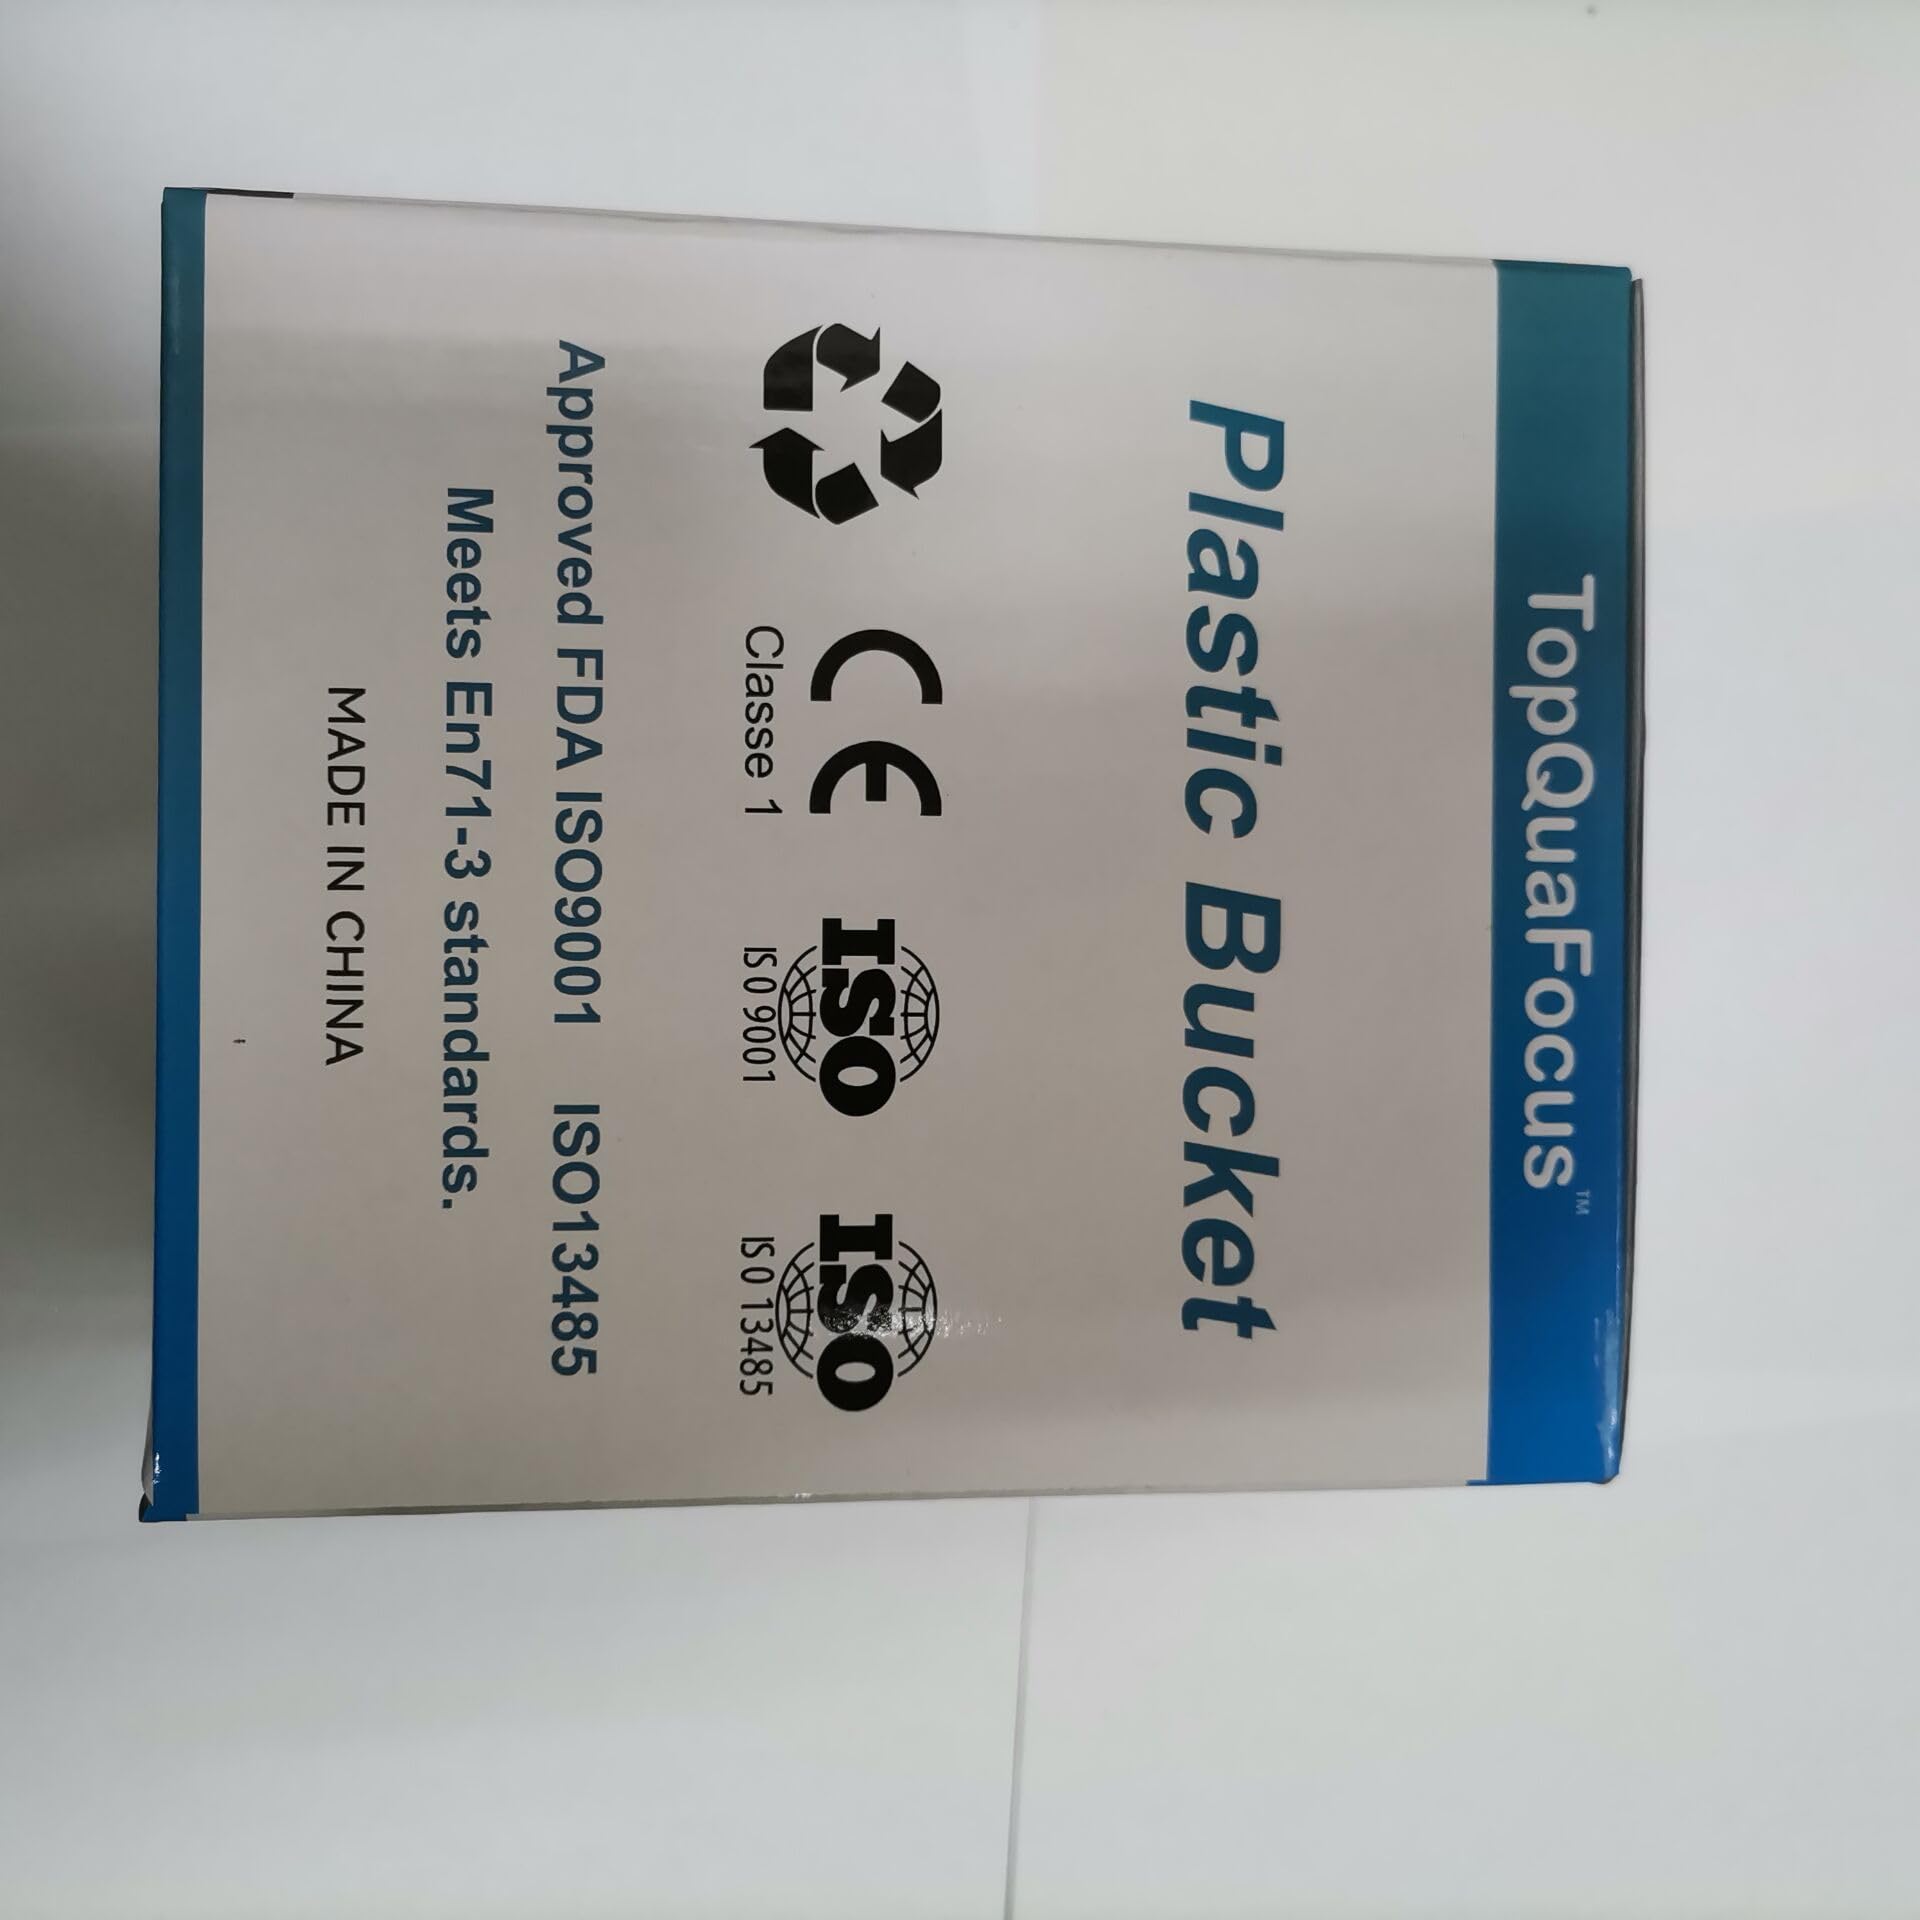 TopQuaFocus™
Plastic Bucket
CE
Classe 1
ISO
ISO 9001
ISO
ISO 13485
Approved FDA ISO9001 ISO13485
Meets En71-3 standards.
MADE IN CHINA